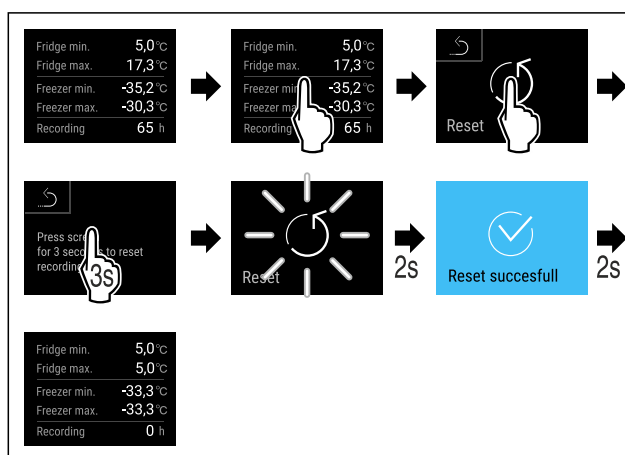 Fridge min. 5,0°C
Fridge max. 17,3°C
Freezer min. -35,2°C
Freezer max. -30,3°C
Recording 65 h
Fridge min. 5,0°C
Fridge max. 17,3°C
Freezer -35,2°C
Freezer -30,3°C
Recording 65 h
Reset
Press
for 3 to reset
3s
Reset
2s
Reset succesfull
2s
Fridge min. 5,0°C
Fridge max. 5,0°C
Freezer min. -33,3°C
Freezer max. -33,3°C
Recording 0 h